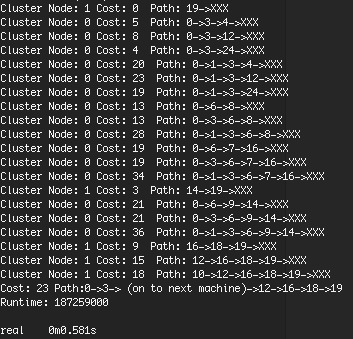 Cluster Node: 1 Cost: 0  Path: 19->XXX
Cluster Node: 0 Cost: 5  Path: 0->3->4->XXX
Cluster Node: 0 Cost: 8  Path: 0->3->12->XXX
Cluster Node: 0 Cost: 4  Path: 0->3->24->XXX
Cluster Node: 0 Cost: 20  Path: 0->1->3->4->XXX
Cluster Node: 0 Cost: 23  Path: 0->1->3->12->XXX
Cluster Node: 0 Cost: 19  Path: 0->1->3->24->XXX
Cluster Node: 0 Cost: 13  Path: 0->6->8->XXX
Cluster Node: 0 Cost: 13  Path: 0->3->6->8->XXX
Cluster Node: 0 Cost: 28  Path: 0->1->3->6->8->XXX
Cluster Node: 0 Cost: 19  Path: 0->6->7->16->XXX
Cluster Node: 0 Cost: 19  Path: 0->3->6->7->16->XXX
Cluster Node: 0 Cost: 34  Path: 0->1->3->6->7->16->XXX
Cluster Node: 1 Cost: 3  Path: 14->19->XXX
Cluster Node: 0 Cost: 21  Path: 0->6->9->14->XXX
Cluster Node: 0 Cost: 21  Path: 0->3->6->9->14->XXX
Cluster Node: 0 Cost: 36  Path: 0->1->3->6->9->14->XXX
Cluster Node: 1 Cost: 9  Path: 16->18->19->XXX
Cluster Node: 1 Cost: 15  Path: 12->16->18->19->XXX
Cluster Node: 1 Cost: 18  Path: 10->12->16->18->19->XXX
Cost: 23 Path:0->3-> (on to next machine)->12->16->18->19
Runtime: 187259000
real    0m0.581s